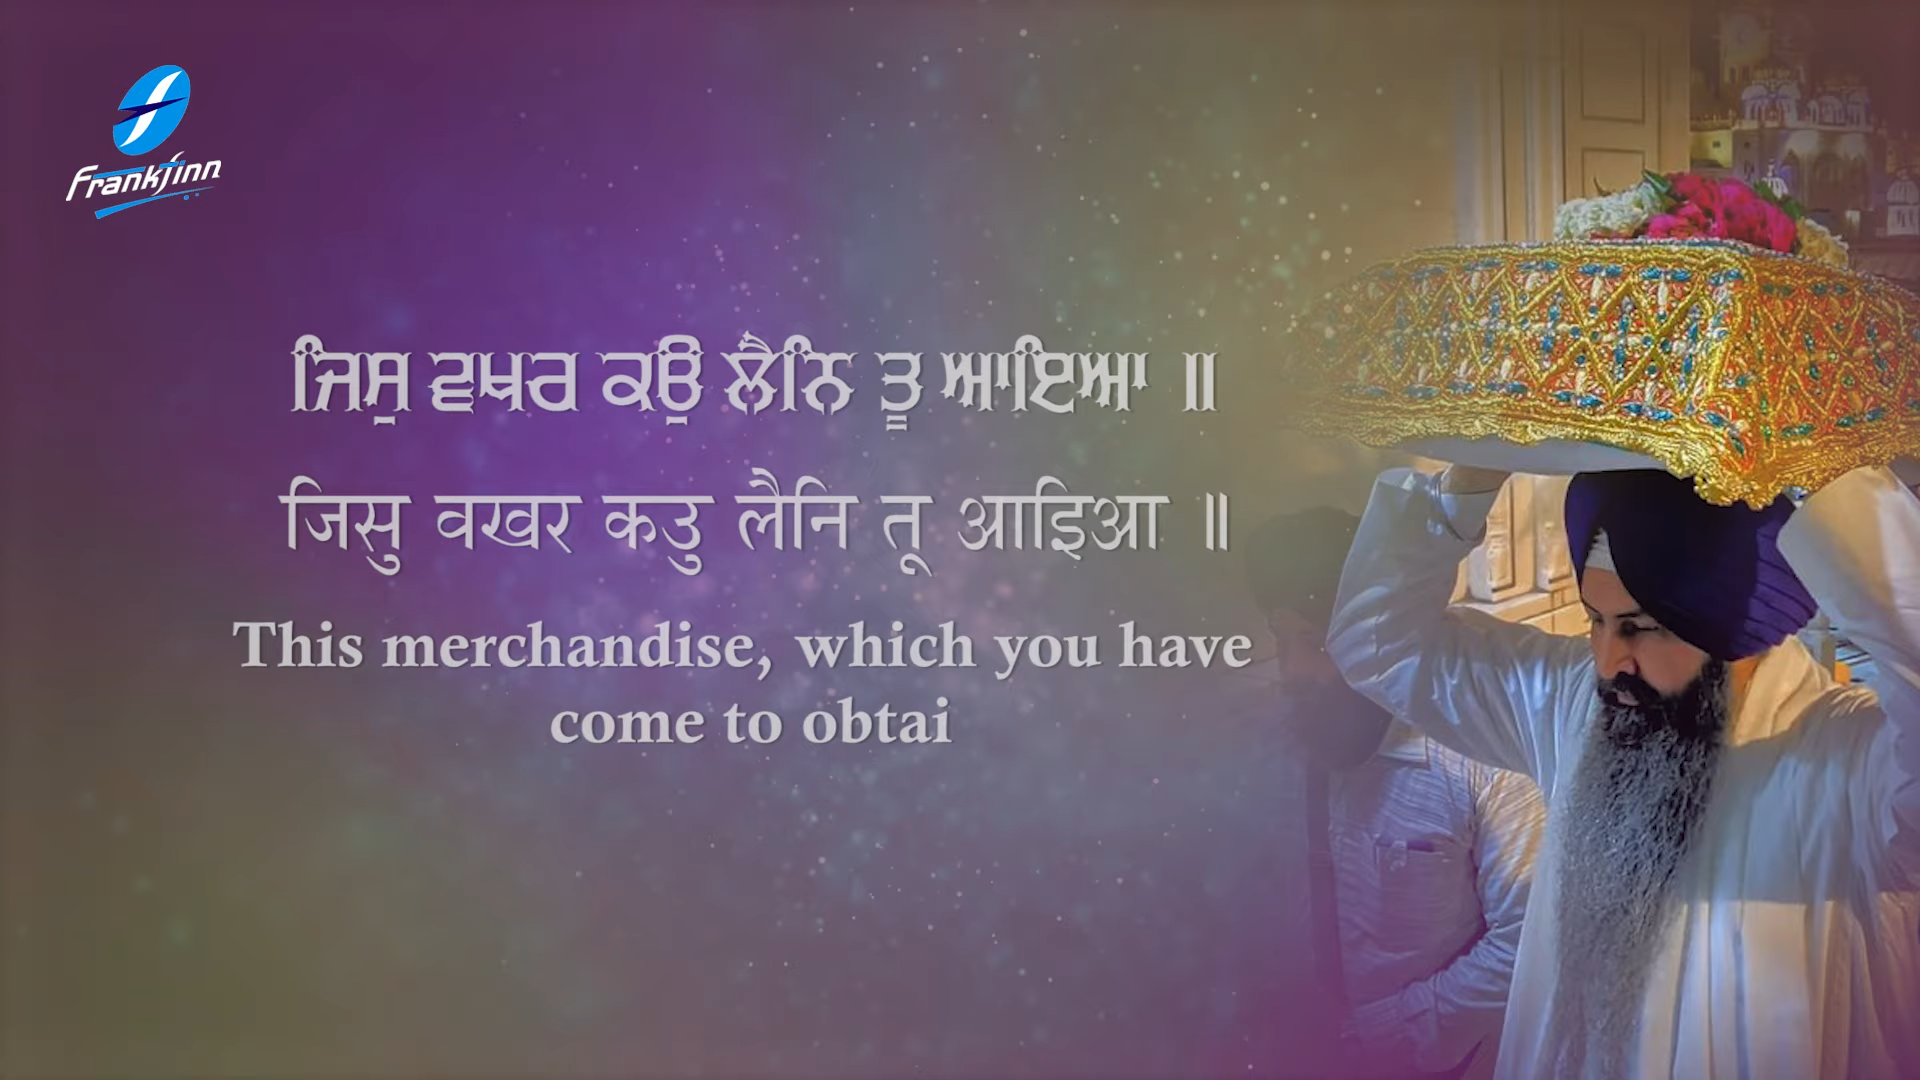 Frankfinn
ਜਿਸੁ ਵਖਰ ਕਉ ਲੈਨਿ ਤੂ ਆਇਆ ॥
जिसु वखर कउ लैनि तू आइआ ॥
This merchandise, which you have
come to obtai